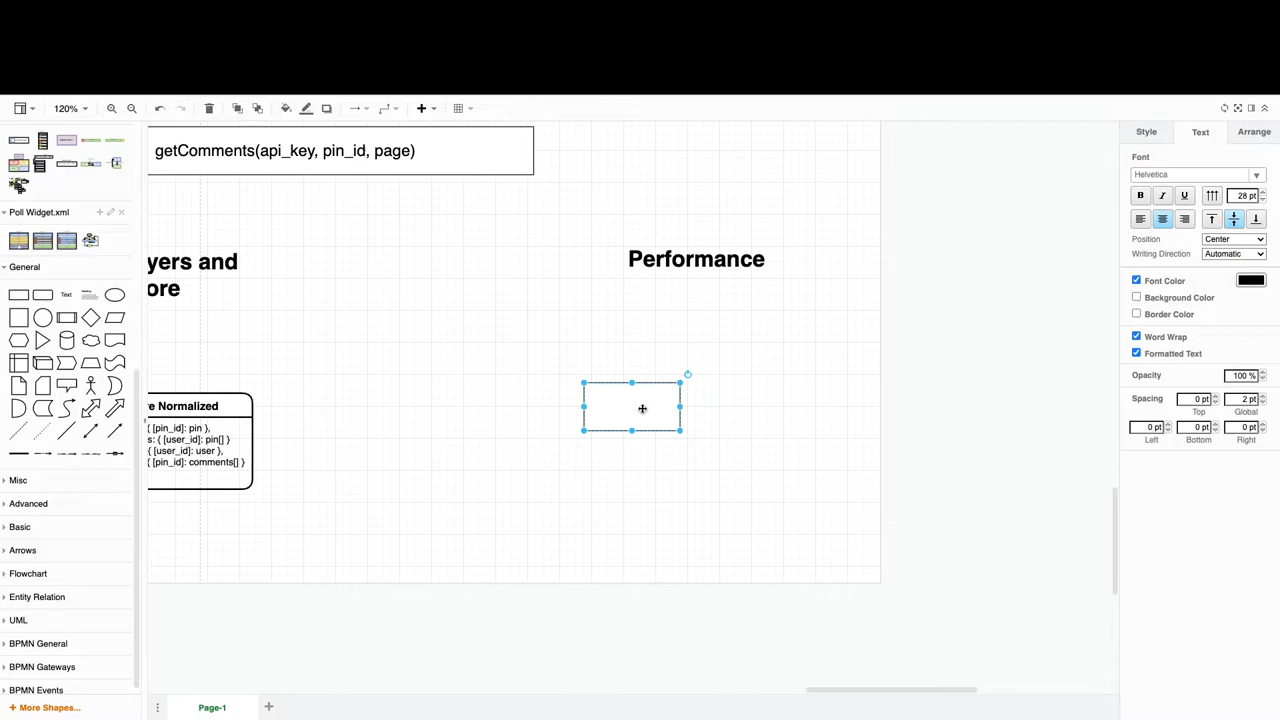 120%
Style
Text
Arrange
getComments(api_key, pin_id, page)
Font
Helvetica
B
I
U
28 pt
Poll Widget.xml
Position
Center
Writing Direction
Automatic
General
yers and
ore
Performance
Text
Heading
Font Color
Background Color
Border Color
Word Wrap
Formatted Text
Opacity
100 %
Spacing
0 pt
2 pt
Top
Global
0 pt
0 pt
0 pt
Left
Bottom
Right
e Normalized
{ [pin_id]: pin },
s: { [user_id]: pin[] }
{ [user_id]: user },
{ [pin_id]: comments[] }
Misc
Advanced
Basic
Arrows
Flowchart
Entity Relation
UML
BPMN General
BPMN Gateways
BPMN Events
+ More Shapes...
Page-1